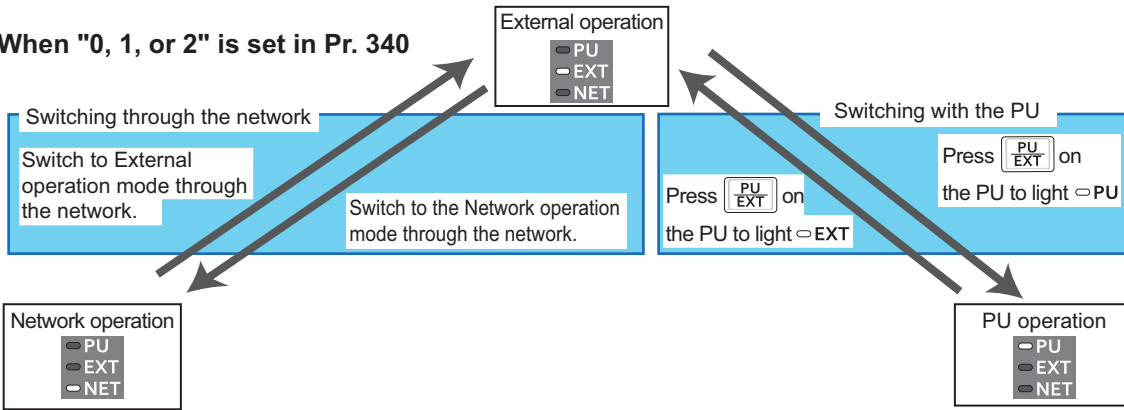 When "0, 1, or 2" is set in Pr. 340
External operation
PU
EXT
NET
Switching through the network
Switch to External
operation mode through
the network.
Switch to the Network operation
mode through the network.
Switching with the PU
Press PU/EXT on
the PU to light EXT
Press PU/EXT on
the PU to light PU
Network operation
PU
EXT
NET
PU operation
PU
EXT
NET